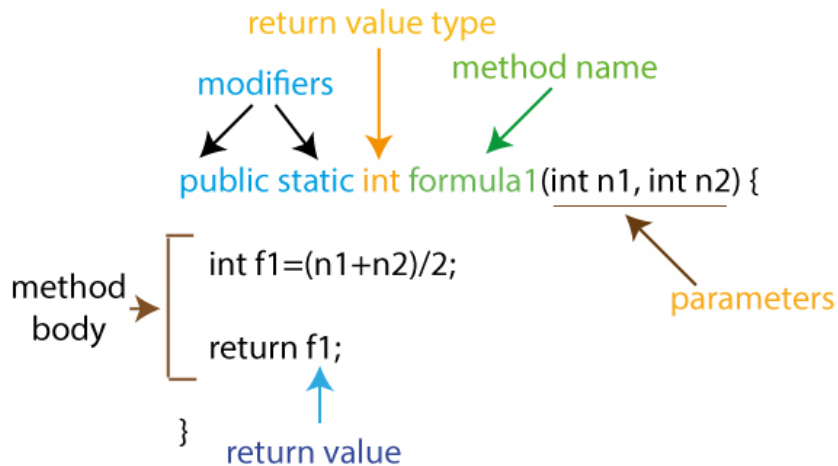 return value type
method name
modifiers
public static int formula1(int n1, int n2) {
int f1=(n1+n2)/2;
method
body
parameters
return f1;
}
return value